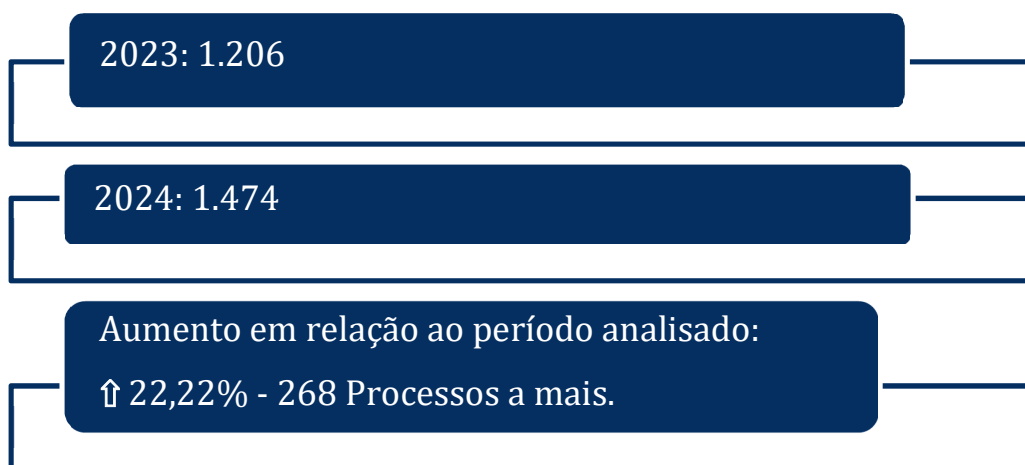 2023: 1.206
2024: 1.474
Aumento em relação ao período analisado:
⇧ 22,22% - 268 Processos a mais.